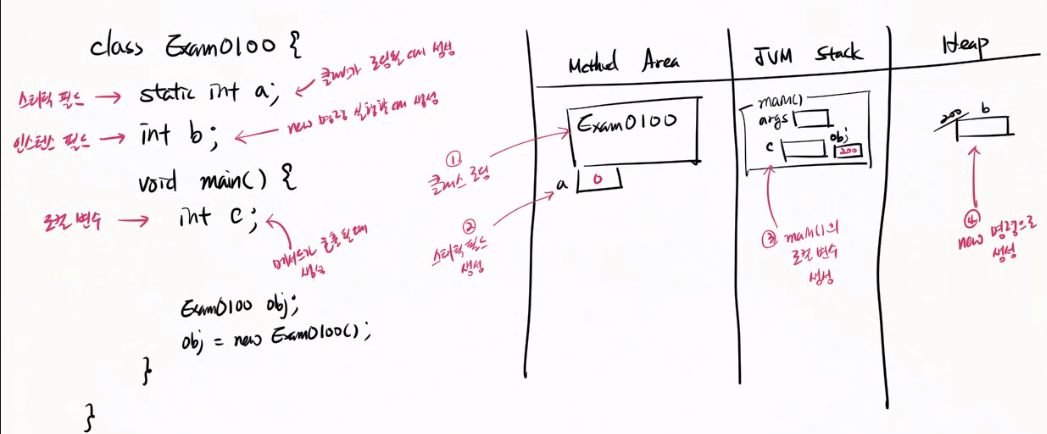 class Exam0100 {
스태틱 필드 → static int a; ← 클래스가 로딩될 때 생성
인스턴스 필드 → int b; ← new 명령 실행할 때 생성
void main() {
로컬 변수 → int c; ← 메서드가 호출될 때 생성
Exam0100 obj;
obj = new Exam0100();
}
}
Method Area
Exam0100
① 클래스 로딩
a 0
② 스태틱 필드 생성
JVM Stack
main()
args
c
obj
200
③ main()의 로컬 변수 생성
Heap
200
b
④ new 명령으로 생성